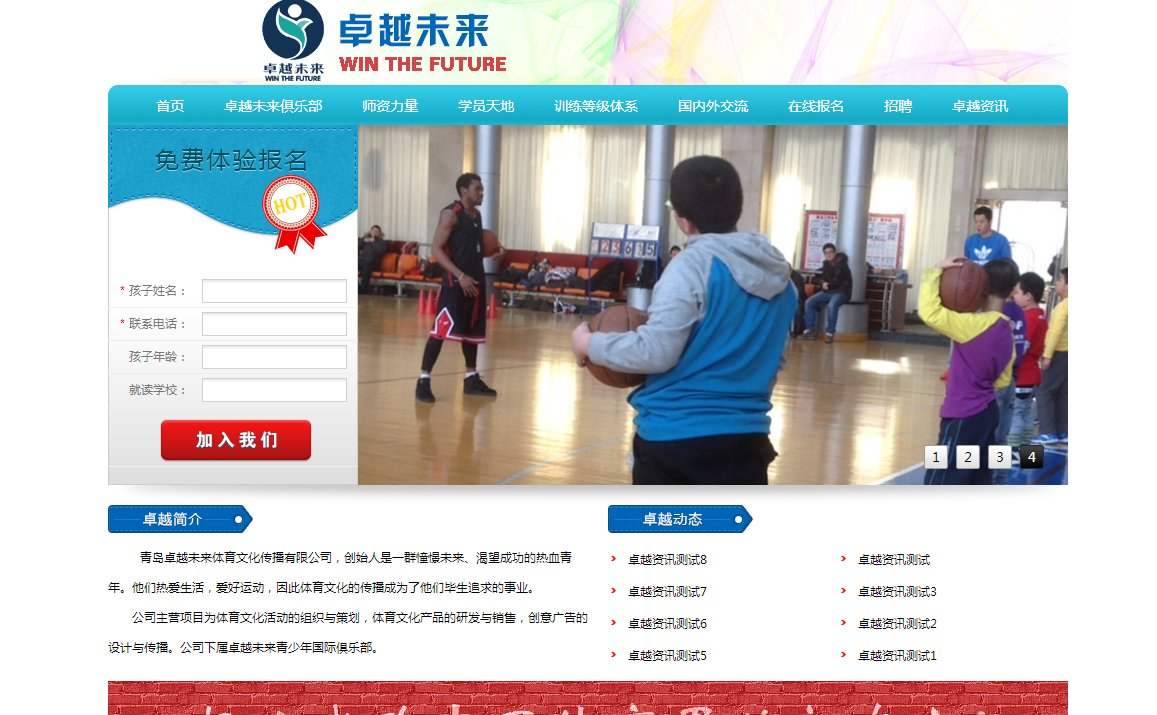 卓越未来
WIN THE FUTURE
卓越未来
WIN THE FUTURE
首页 卓越未来俱乐部 师资力量 学员天地 训练等级体系 国内外交流 在线报名 招聘 卓越资讯
免费体验报名
HOT
* 孩子姓名：
* 联系电话：
孩子年龄：
就读学校：
加入我们
1 2 3 4
卓越简介
青岛卓越未来体育文化传播有限公司，创始人是一群憧憬未来、渴望成功的热血青
年。他们热爱生活，爱好运动，因此体育文化的传播成为了他们毕生追求的事业。
公司主营项目为体育文化活动的组织与策划，体育文化产品的研发与销售，创意广告的
设计与传播。公司下属卓越未来青少年国际俱乐部。
卓越动态
卓越资讯测试8 卓越资讯测试
卓越资讯测试7 卓越资讯测试3
卓越资讯测试6 卓越资讯测试2
卓越资讯测试5 卓越资讯测试1